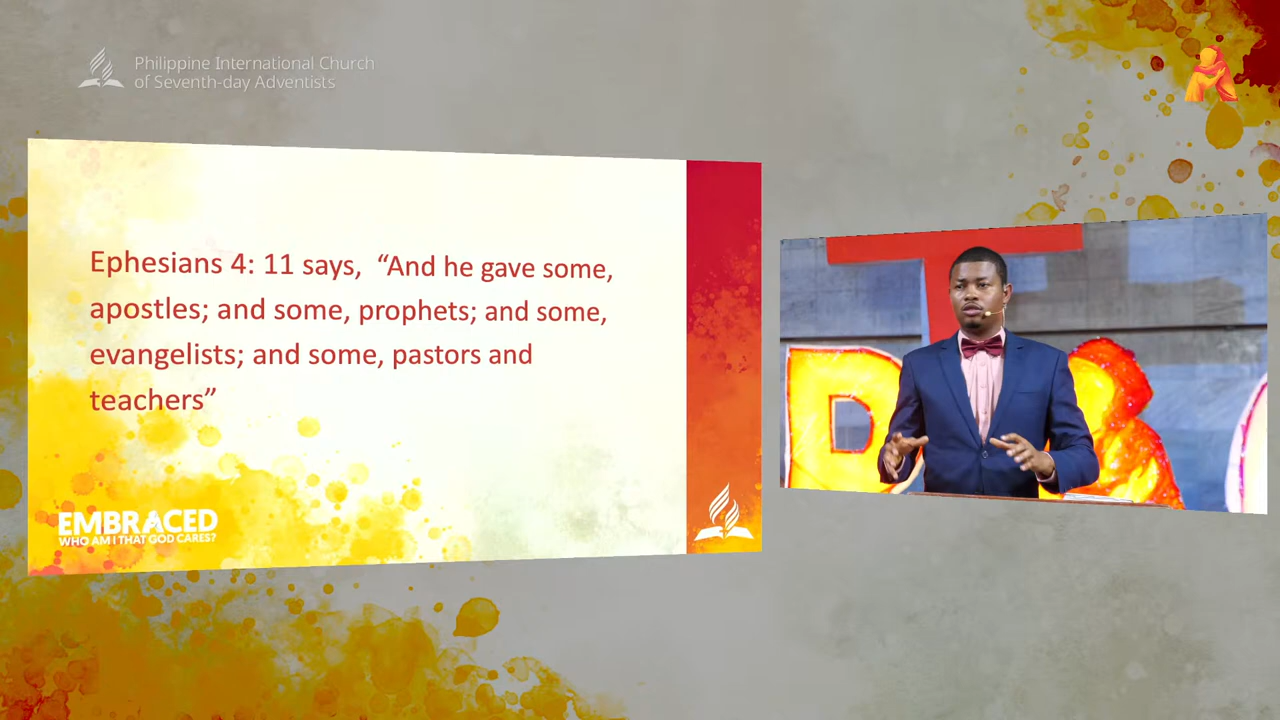 Philippine International Church
of Seventh-day Adventists
Ephesians 4: 11 says, “And he gave some,
apostles; and some, prophets; and some,
evangelists; and some, pastors and
teachers”
EMBRACED
WHO AM I THAT GOD CARES?